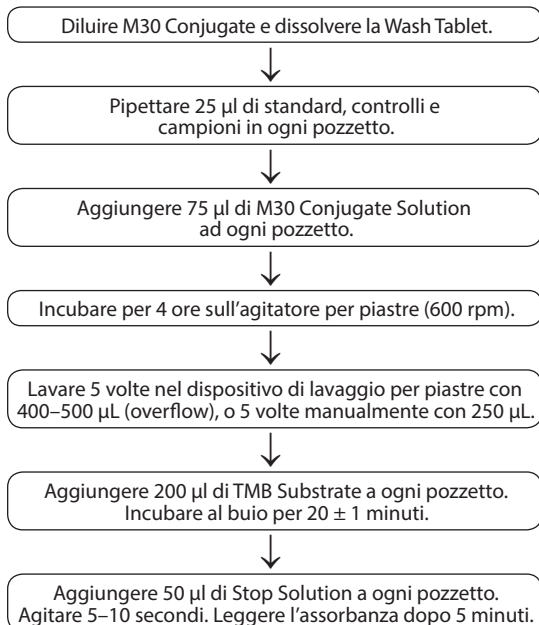 Diluire M30 Conjugate e dissolvere la Wash Tablet.
Pipettare 25 µl di standard, controlli e
campioni in ogni pozzetto.
Aggiungere 75 µl di M30 Conjugate Solution
ad ogni pozzetto.
Incubare per 4 ore sull’agitatore per piastre (600 rpm).
Lavare 5 volte nel dispositivo di lavaggio per piastre con
400–500 µL (overflow), o 5 volte manualmente con 250 µL.
Aggiungere 200 µl di TMB Substrate a ogni pozzetto.
Incubare al buio per 20 ± 1 minuti.
Aggiungere 50 µl di Stop Solution a ogni pozzetto.
Agitare 5–10 secondi. Leggere l’assorbanza dopo 5 minuti.